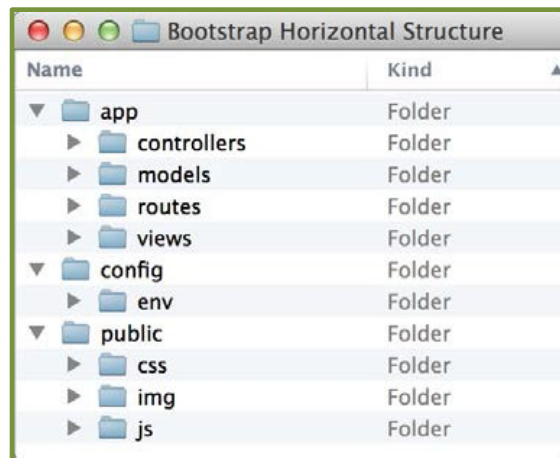 Bootstrap Horizontal Structure
Name Kind
app Folder
controllers Folder
models Folder
routes Folder
views Folder
config Folder
env Folder
public Folder
css Folder
img Folder
js Folder